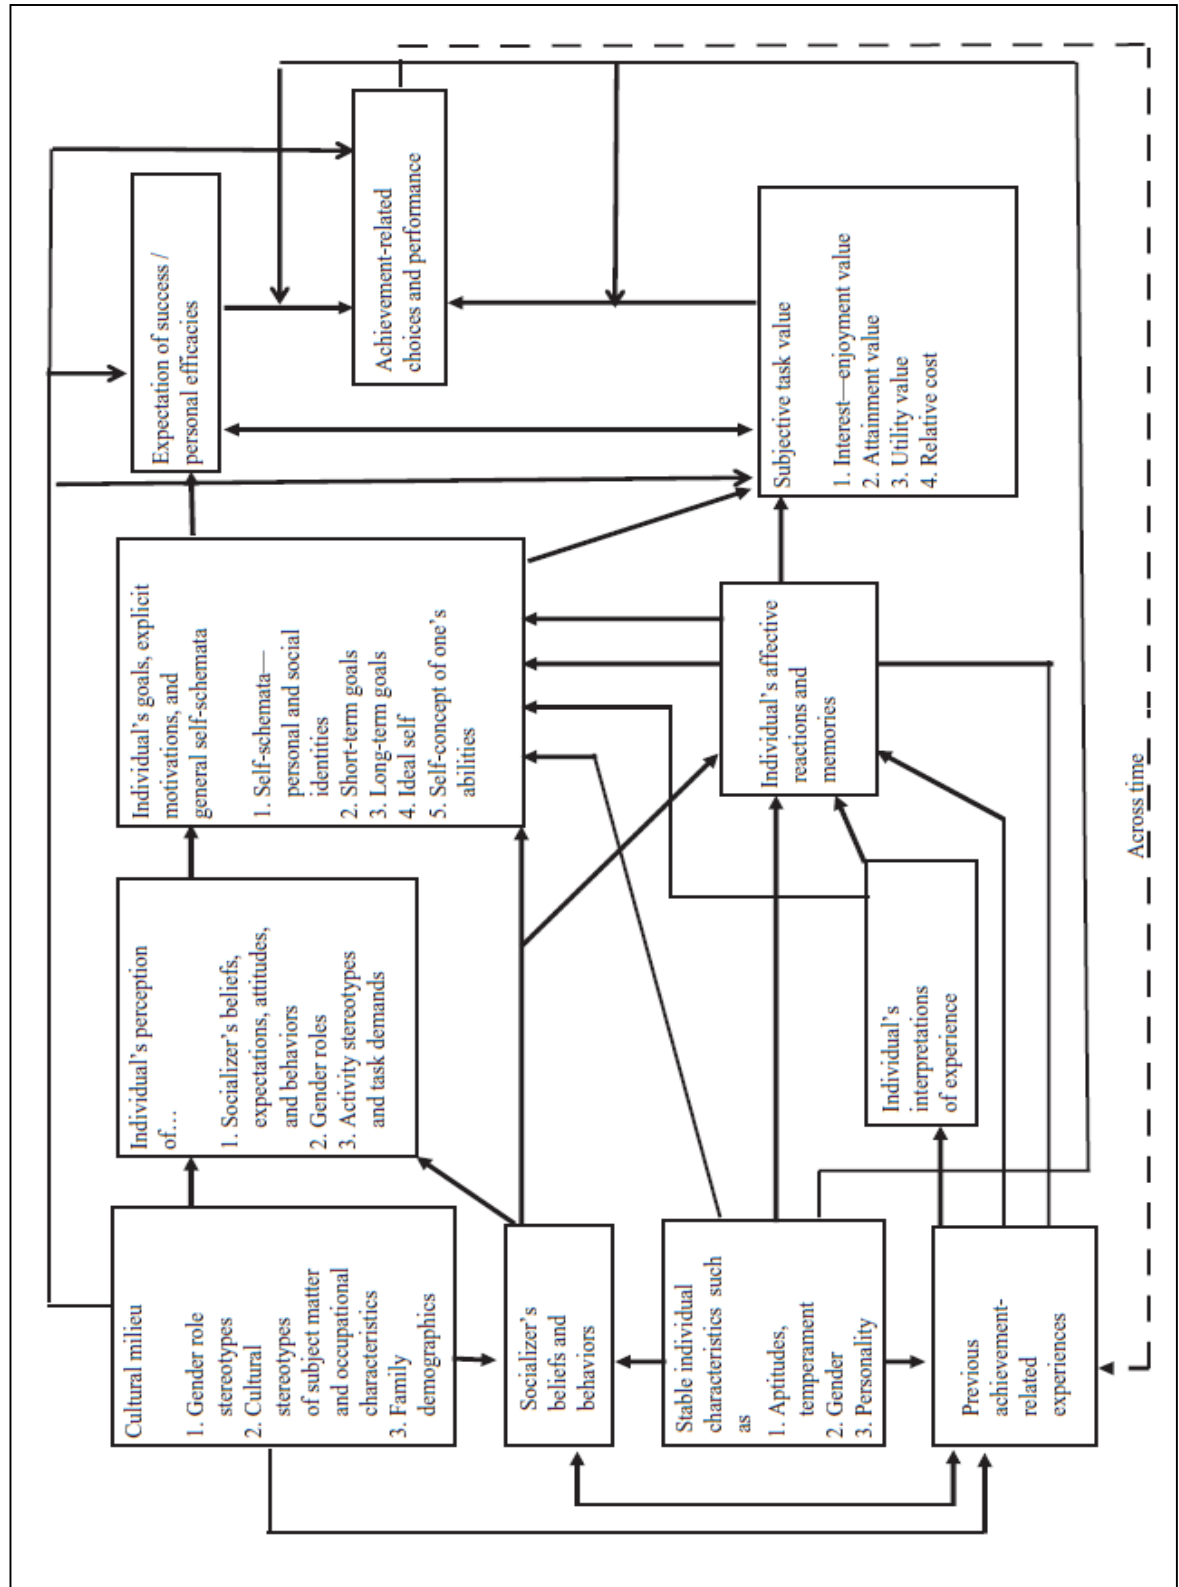 Cultural milieu
1. Gender role
stereotypes
2. Cultural
stereotypes
of subject matter
and occupational
characteristics
3. Family
demographics
Socializer's
beliefs and
behaviors
Stable individual
characteristics such
as
1. Aptitudes,
temperament
2. Gender
3. Personality
Previous
achievement-
related
experiences
Individual's perception
of…
1. Socializer's beliefs,
expectations, attitudes,
and behaviors
2. Gender roles
3. Activity stereotypes
and task demands
Individual's
interpretations
of experience
Individual's goals, explicit
motivations, and
general self-schemata
1. Self-schemata—
personal and social
identities
2. Short-term goals
3. Long-term goals
4. Ideal self
5. Self-concept of one's
abilities
Individual's affective
reactions and
memories
Expectation of success /
personal efficacies
Subjective task value
1. Interest—enjoyment value
2. Attainment value
3. Utility value
4. Relative cost
Achievement-related
choices and performance
Across time